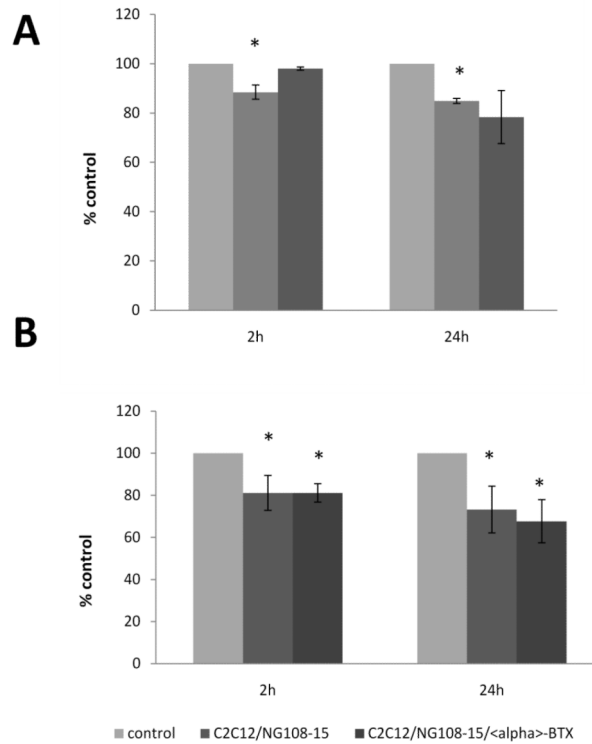 A
* *
120
100
80
60
40
20
0
% control
2h 24h
B
* * * *
120
100
80
60
40
20
0
% control
2h 24h
control C2C12/NG108-15 C2C12/NG108-15/<alpha>-BTX